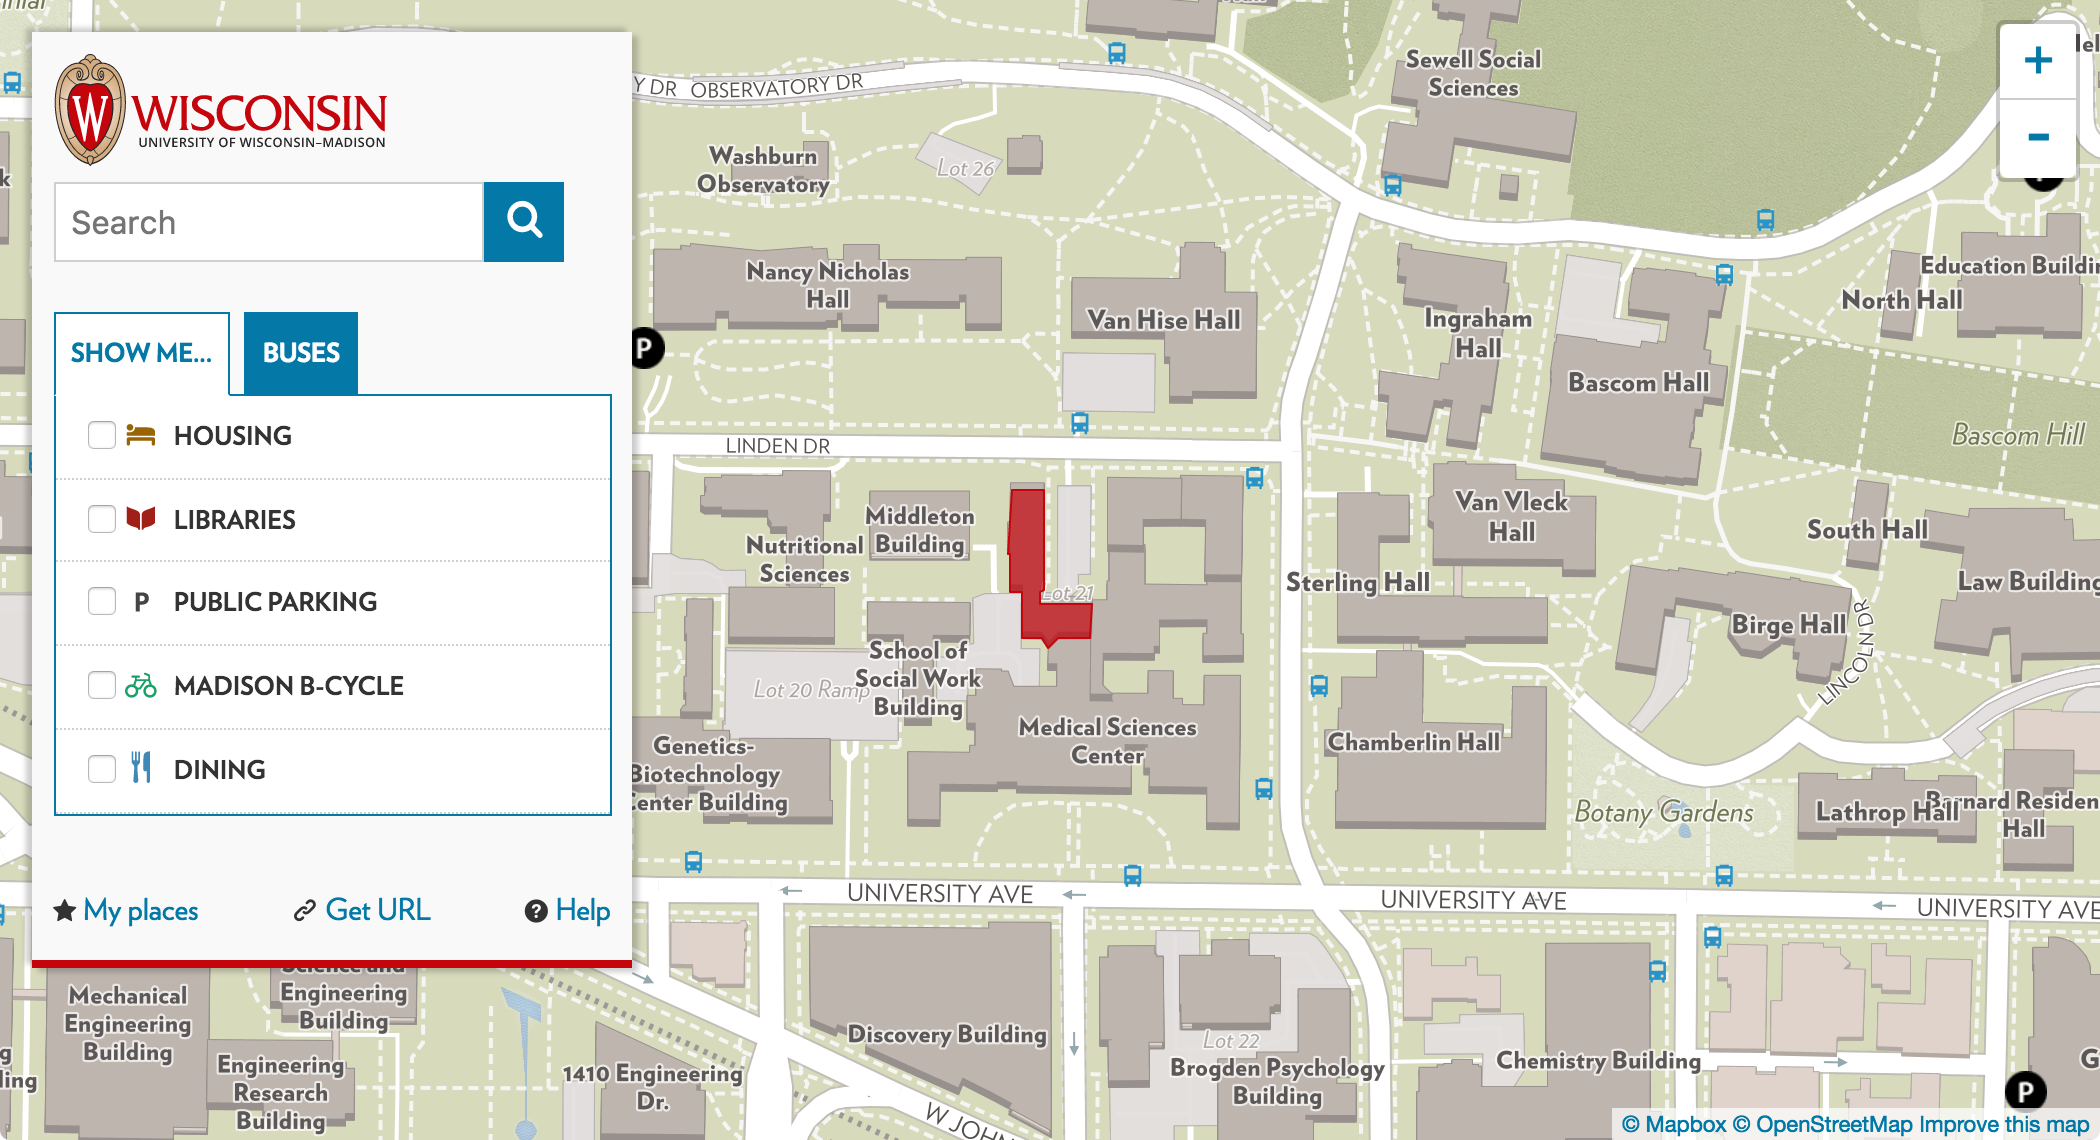 WISCONSIN
UNIVERSITY OF WISCONSIN–MADISON
Search
SHOW ME...
BUSES
HOUSING
LIBRARIES
P PUBLIC PARKING
MADISON B-CYCLE
DINING
My places
Get URL
? Help
Y DR
OBSERVATORY DR
Sewell Social
Sciences
+
-
Washburn
Observatory
Lot 26
Nancy Nicholas
Hall
Van Hise Hall
Ingraham
Hall
Bascom Hall
North Hall
Education Buildin
P
Bascom Hill
LINDEN DR
Middleton
Building
Nutritional
Sciences
Lot 21
Van Vleck
Hall
Sterling Hall
South Hall
Law Building
Birge Hall
LINCOLN DR
School of
Social Work
Building
Lot 20 Ramp
Medical Sciences
Center
Chamberlin Hall
Genetics-
Biotechnology
Center Building
Botany Gardens
Lathrop Hall
Barnard Residen
Hall
UNIVERSITY AVE
UNIVERSITY AVE
UNIVERSITY AVE
Science and
Engineering
Building
Mechanical
Engineering
Building
Engineering
Research
Building
1410 Engineering
Dr.
Discovery Building
W JOHN
Lot 22
Brogden Psychology
Building
Chemistry Building
P
© Mapbox © OpenStreetMap Improve this map